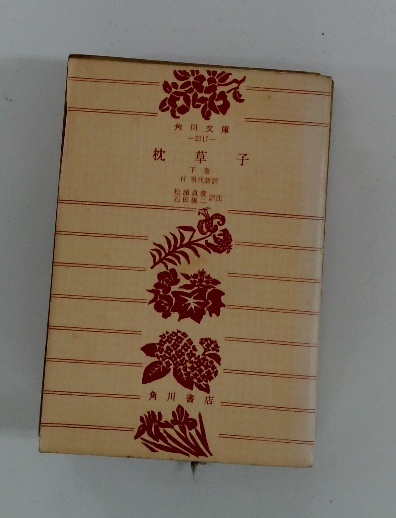 角川文庫
—2217—
枕草子
下巻
付 現代語訳
松浦貞俊
石田穣二 訳注
角川書店